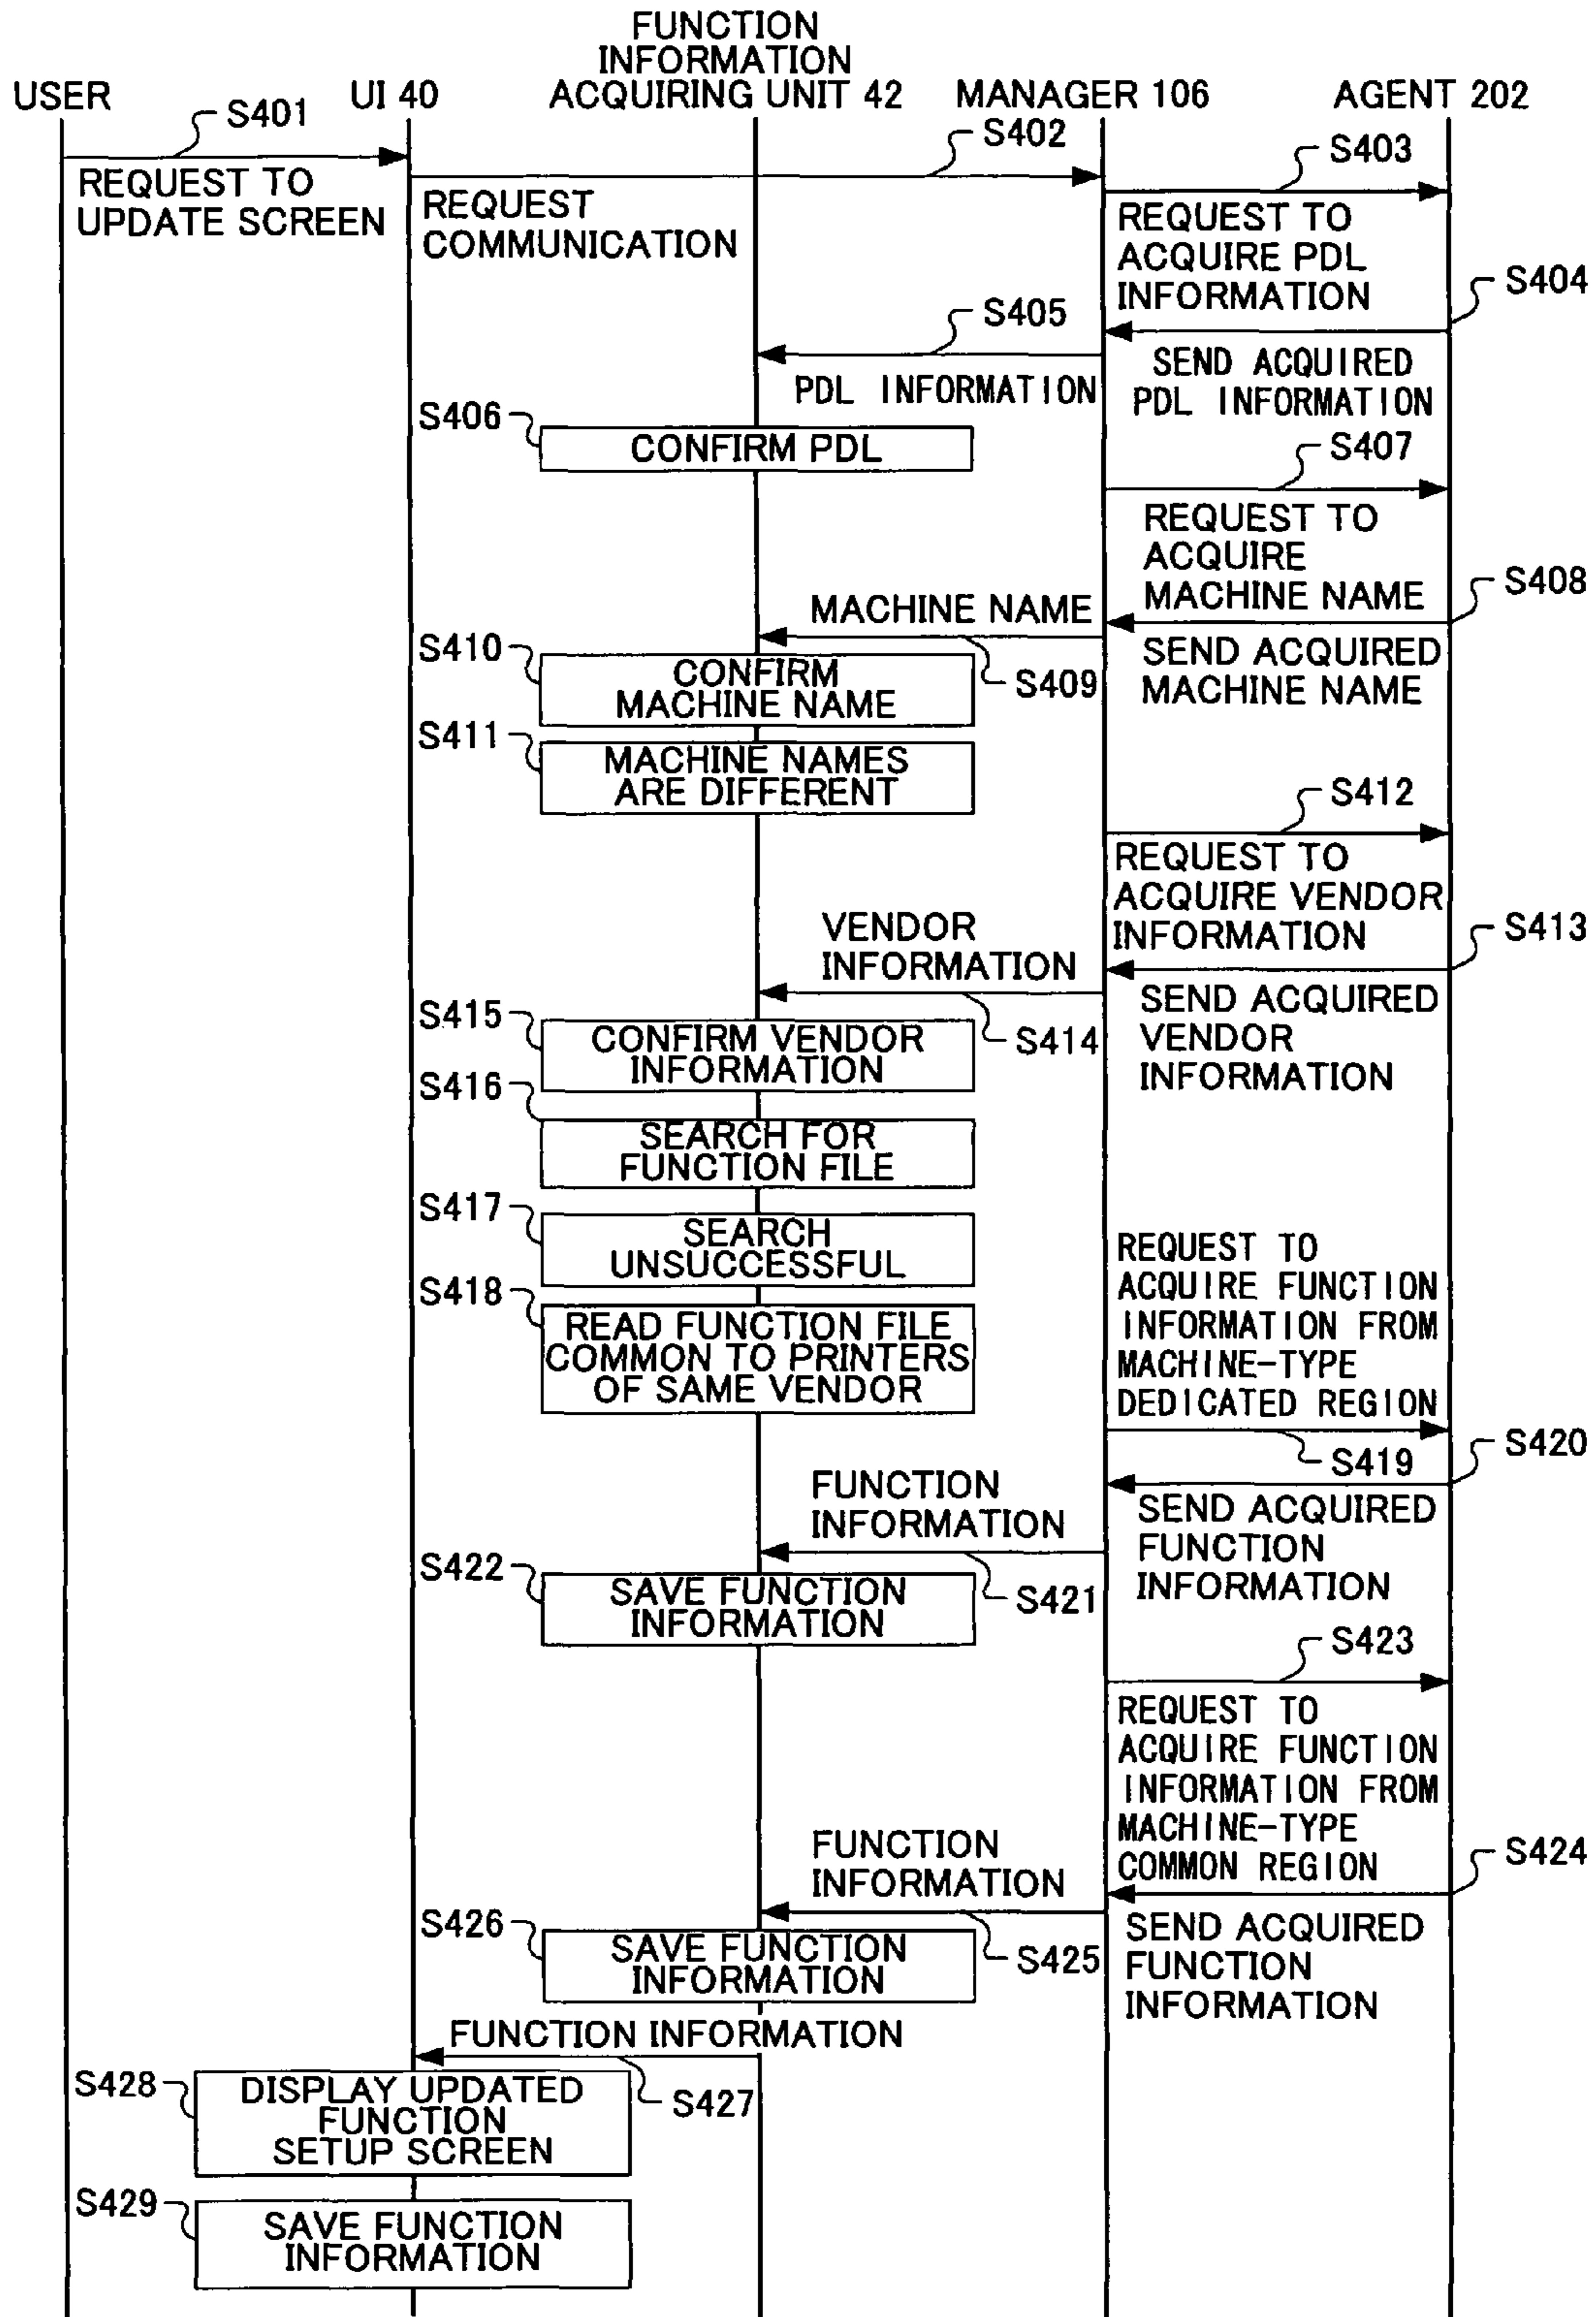 FUNCTION
INFORMATION
USER
UI 40
ACQUIRING UNIT 42
MANAGER 106
AGENT 202
S401
S402
S403
REQUEST TO
UPDATE SCREEN
REQUEST
COMMUNICATION
REQUEST TO
ACQUIRE PDL
INFORMATION
S404
S405
PDL INFORMATION
SEND ACQUIRED
PDL INFORMATION
S406
CONFIRM PDL
S407
REQUEST TO
ACQUIRE
MACHINE NAME
S408
MACHINE NAME
S409
SEND ACQUIRED
MACHINE NAME
S410
CONFIRM
MACHINE NAME
S411
MACHINE NAMES
ARE DIFFERENT
S412
REQUEST TO
ACQUIRE VENDOR
INFORMATION
S413
VENDOR
INFORMATION
S414
SEND ACQUIRED
VENDOR
INFORMATION
S415
CONFIRM VENDOR
INFORMATION
S416
SEARCH FOR
FUNCTION FILE
S417
SEARCH
UNSUCCESSFUL
S418
READ FUNCTION FILE
COMMON TO PRINTERS
OF SAME VENDOR
REQUEST TO
ACQUIRE FUNCTION
INFORMATION FROM
MACHINE-TYPE
DEDICATED REGION
S419
S420
FUNCTION
INFORMATION
SEND ACQUIRED
FUNCTION
INFORMATION
S421
S422
SAVE FUNCTION
INFORMATION
S423
REQUEST TO
ACQUIRE FUNCTION
INFORMATION FROM
MACHINE-TYPE
COMMON REGION
S424
FUNCTION
INFORMATION
S425
SEND ACQUIRED
FUNCTION
INFORMATION
S426
SAVE FUNCTION
INFORMATION
FUNCTION INFORMATION
S427
S428
DISPLAY UPDATED
FUNCTION
SETUP SCREEN
S429
SAVE FUNCTION
INFORMATION